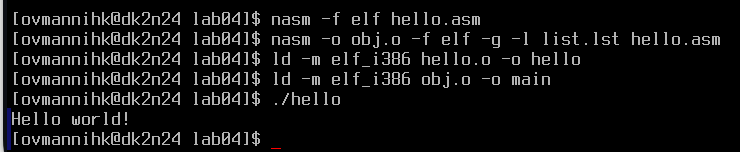 [ovmannihk@dk2n24 lab04]$ nasm -f elf hello.asm
[ovmannihk@dk2n24 lab04]$ nasm -o obj.o -f elf -g -l list.lst hello.asm
[ovmannihk@dk2n24 lab04]$ ld -m elf_i386 hello.o -o hello
[ovmannihk@dk2n24 lab04]$ ld -m elf_i386 obj.o -o main
[ovmannihk@dk2n24 lab04]$ ./hello
Hello world!
[ovmannihk@dk2n24 lab04]$